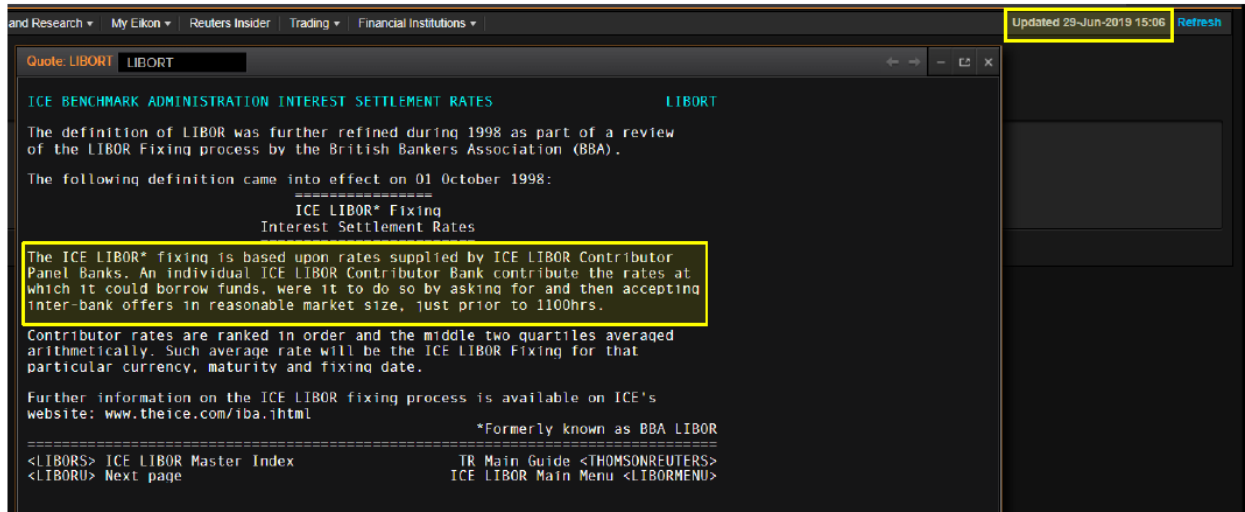 and Research ▾ My Eikon ▾ Reuters Insider Trading ▾ Financial Institutions ▾ Updated 29-Jun-2019 15:06 Refresh
Quote: LIBORT LIBORT
ICE BENCHMARK ADMINISTRATION INTEREST SETTLEMENT RATES LIBORT
The definition of LIBOR was further refined during 1998 as part of a review
of the LIBOR Fixing process by the British Bankers Association (BBA).
The following definition came into effect on 01 October 1998:
================
ICE LIBOR* Fixing
Interest Settlement Rates
=========================
The ICE LIBOR* fixing is based upon rates supplied by ICE LIBOR Contributor
Panel Banks. An individual ICE LIBOR Contributor Bank contribute the rates at
which it could borrow funds, were it to do so by asking for and then accepting
inter-bank offers in reasonable market size, just prior to 1100hrs.
Contributor rates are ranked in order and the middle two quartiles averaged
arithmetically. Such average rate will be the ICE LIBOR Fixing for that
particular currency, maturity and fixing date.
Further information on the ICE LIBOR fixing process is available on ICE's
website: www.theice.com/iba.jhtml
*Formerly known as BBA LIBOR
================================================================================
<LIBORS> ICE LIBOR Master Index TR Main Guide <THOMSONREUTERS>
<LIBORU> Next page ICE LIBOR Main Menu <LIBORMENU>